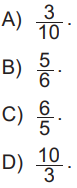 A) 3/10.
B) 5/6.
C) 6/5.
D) 10/3.